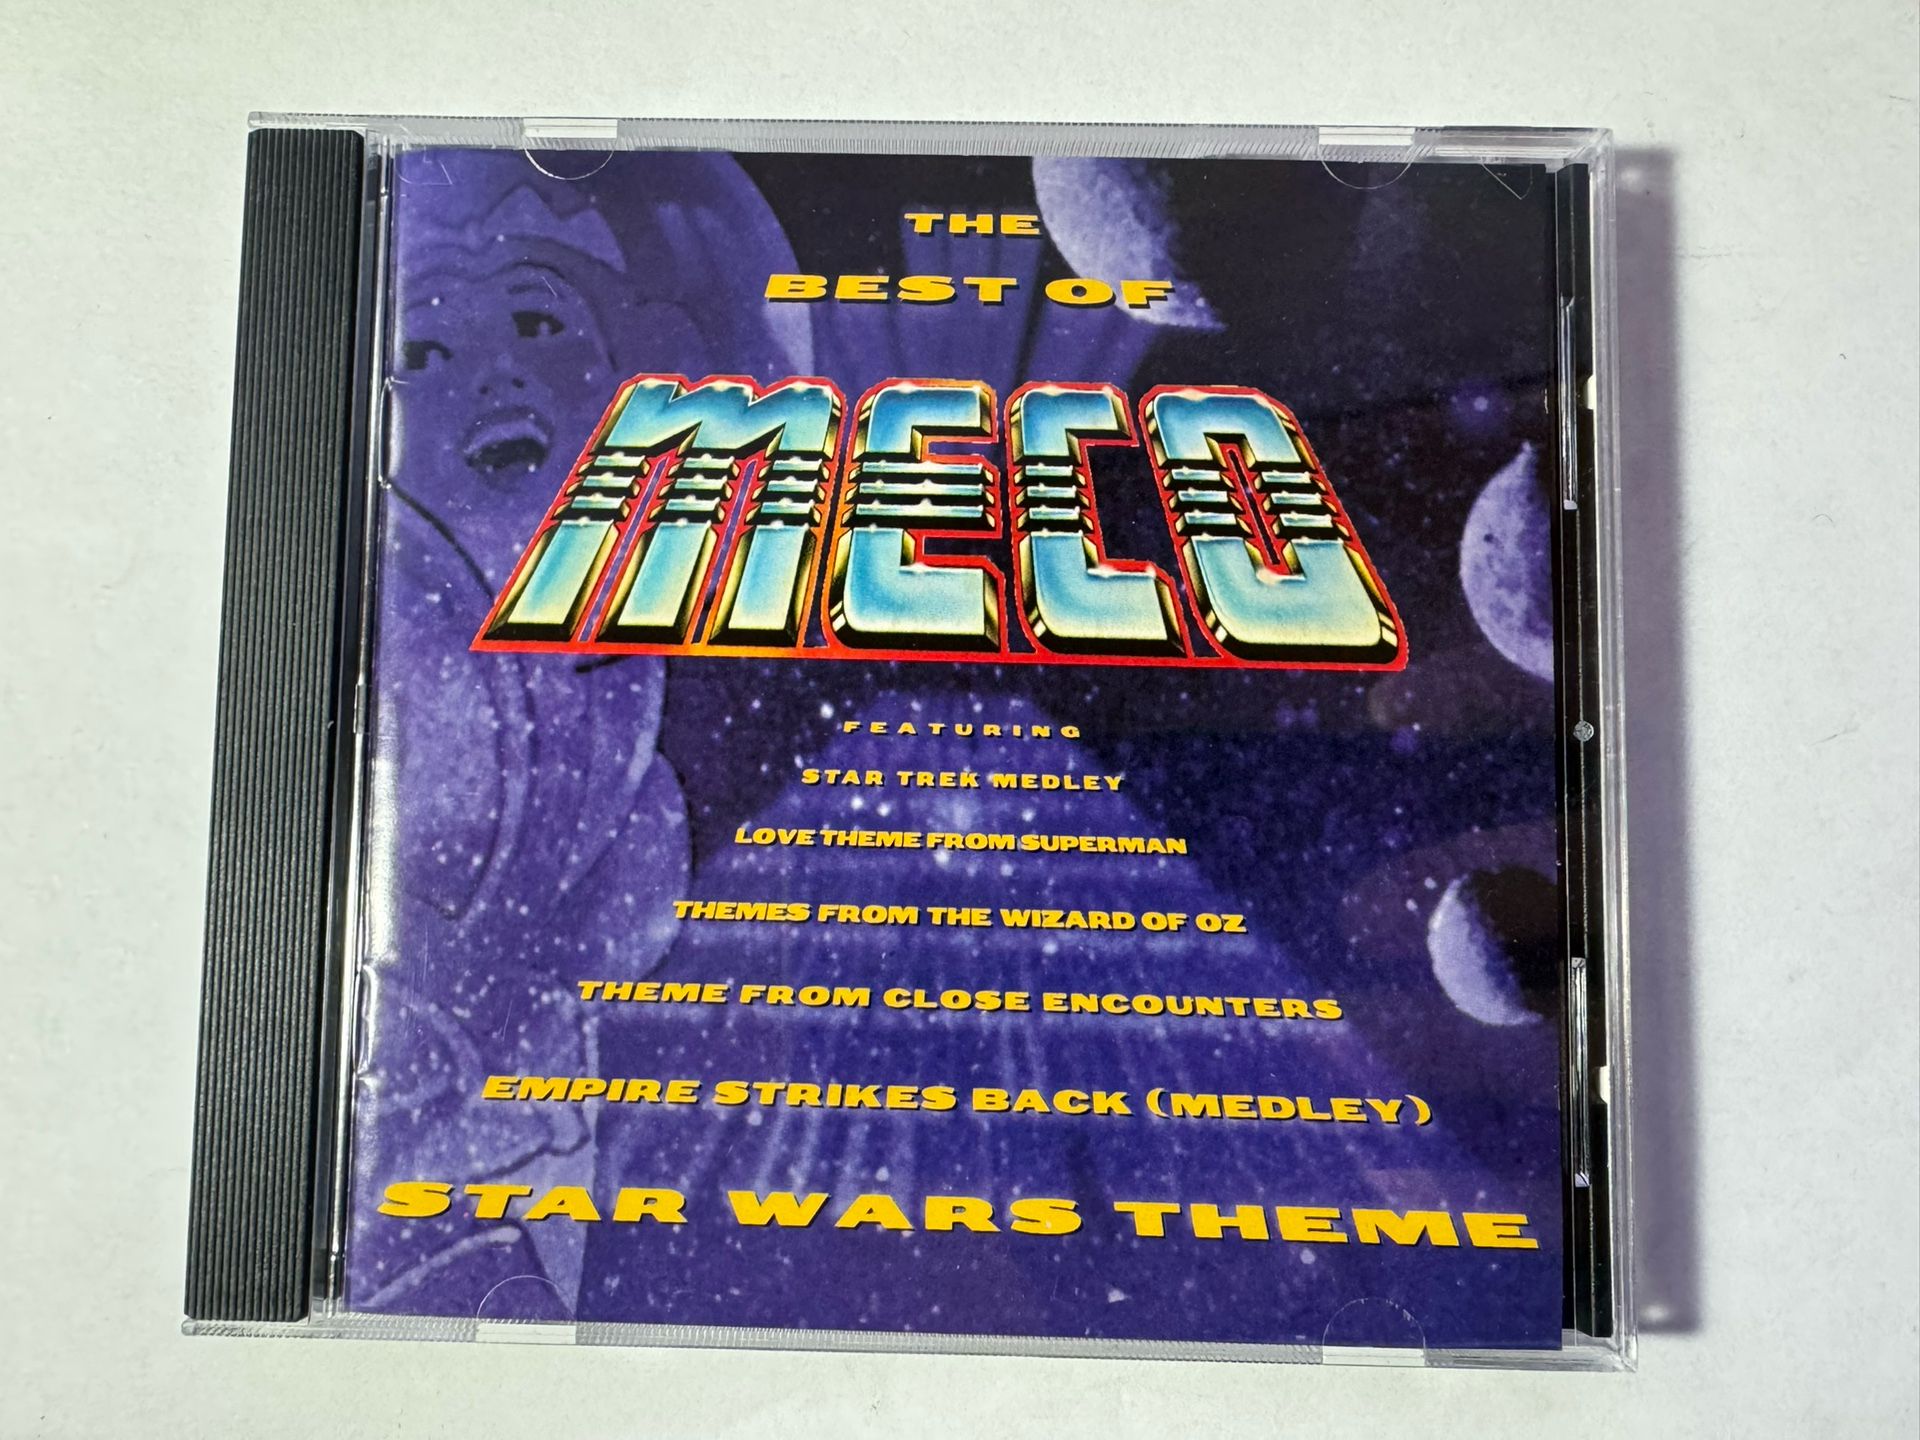 THE
BEST OF
MECO
FEATURING
STAR TREK MEDLEY
LOVE THEME FROM SUPERMAN
THEMES FROM THE WIZARD OF OZ
THEME FROM CLOSE ENCOUNTERS
EMPIRE STRIKES BACK (MEDLEY)
STAR WARS THEME